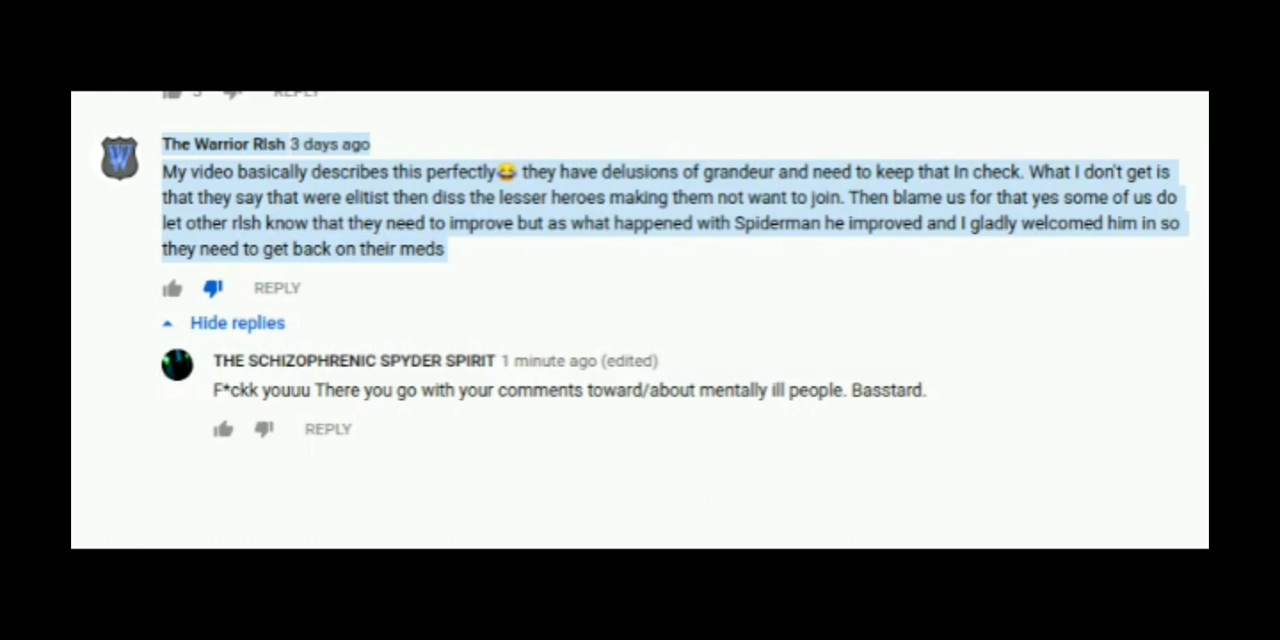 3 REPLY
The Warrior Rlsh 3 days ago
My video basically describes this perfectly😂 they have delusions of grandeur and need to keep that In check. What I don't get is
that they say that were elitist then diss the lesser heroes making them not want to join. Then blame us for that yes some of us do
let other rlsh know that they need to improve but as what happened with Spiderman he improved and I gladly welcomed him in so
they need to get back on their meds
REPLY
Hide replies
THE SCHIZOPHRENIC SPYDER SPIRIT 1 minute ago (edited)
F*ckk youuu There you go with your comments toward/about mentally ill people. Basstard.
REPLY